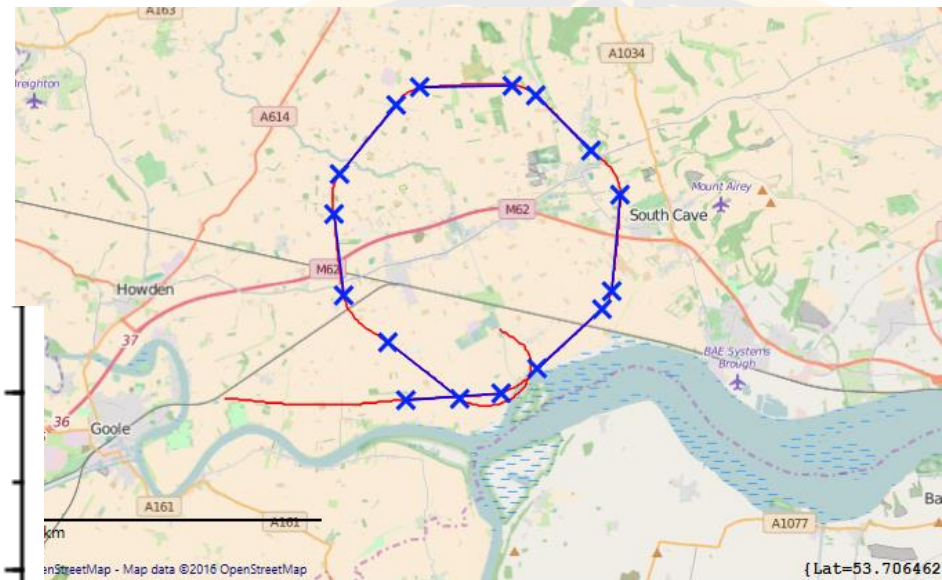 A163
A1034
reighton
A614
Mount Airey
M62
South Cave
M62
Howden
37
BAE Systems
Brough
36
Goole
A161
A161
A1077
Ba
km
enStreetMap - Map data ©2016 OpenStreetMap
{Lat=53.706462